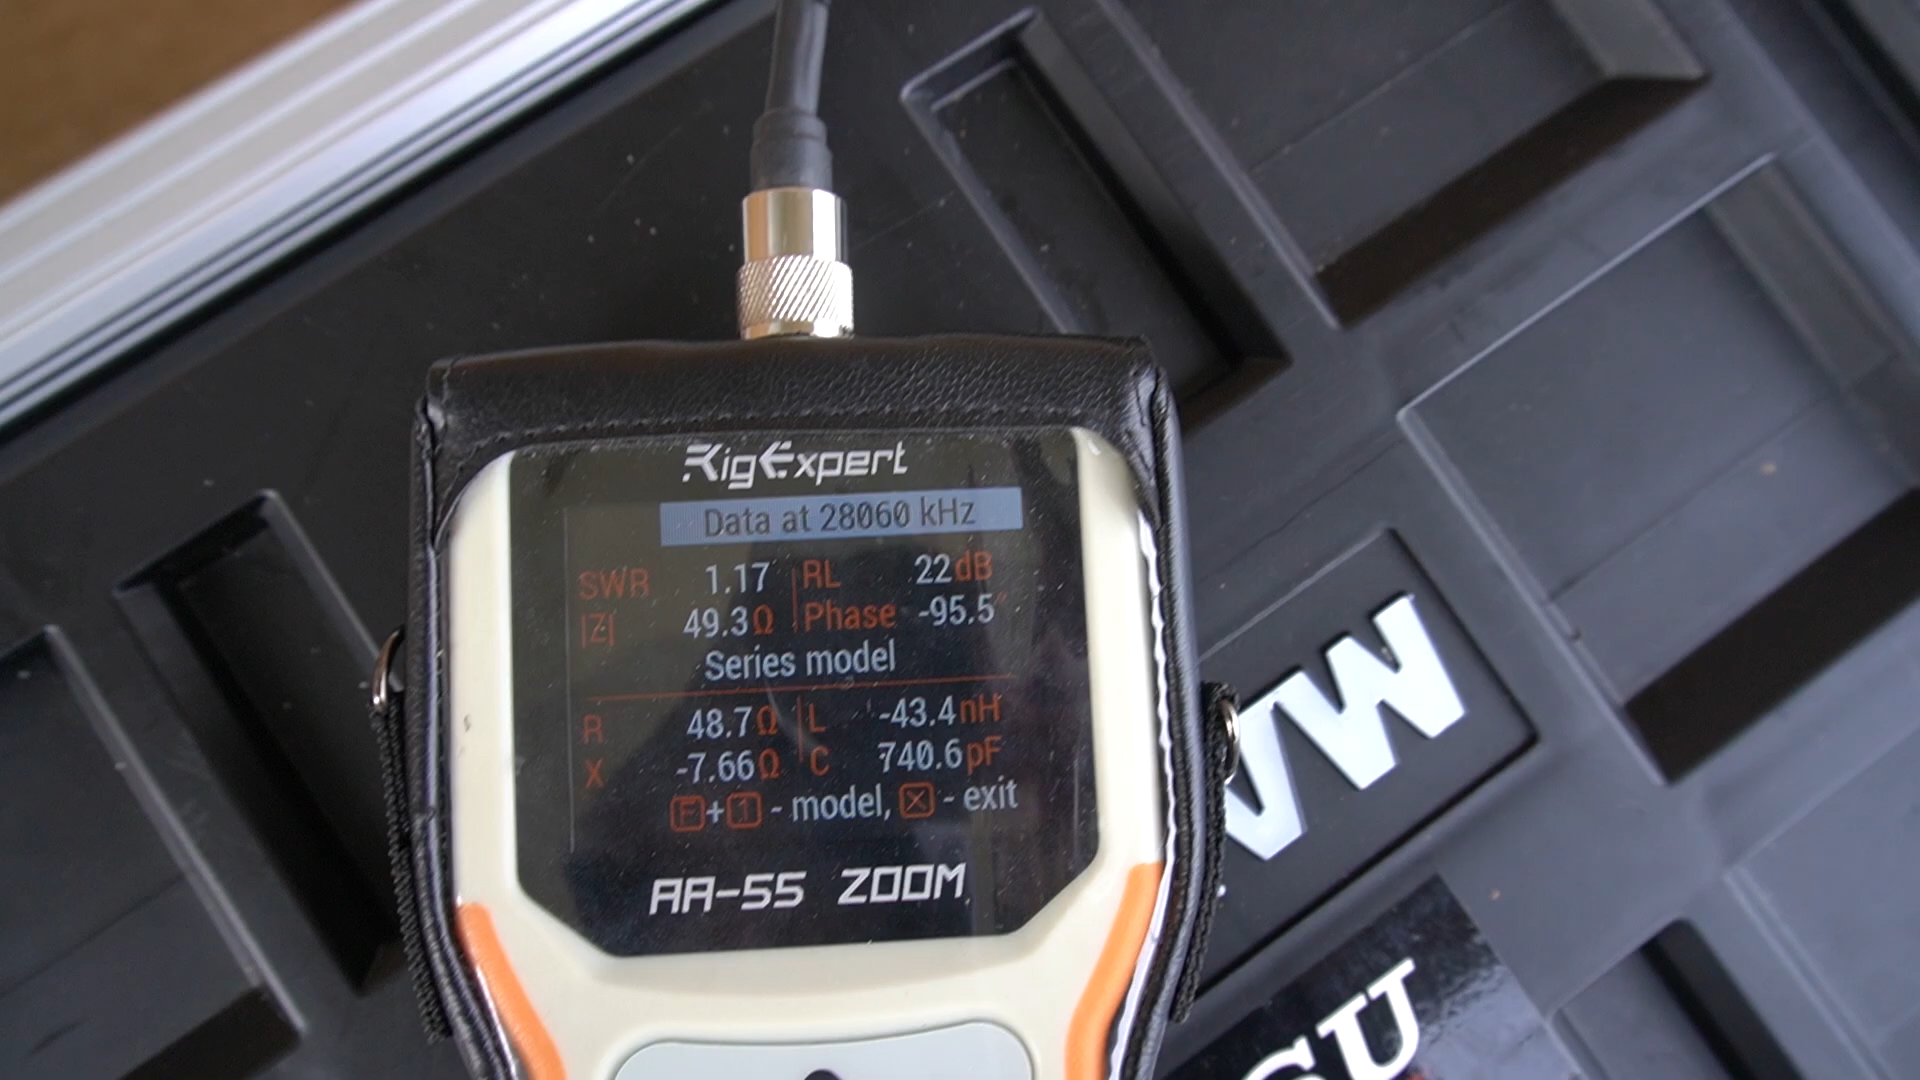 RigExpert
Data at 28060 kHz
SWR 1.17 RL 22dB
|Z| 49.3Ω Phase -95.5°
Series model
R 48.7Ω L -43.4nH
X -7.66Ω C 740.6pF
F+1 - model, X - exit
AA-55 ZOOM
VW
SU